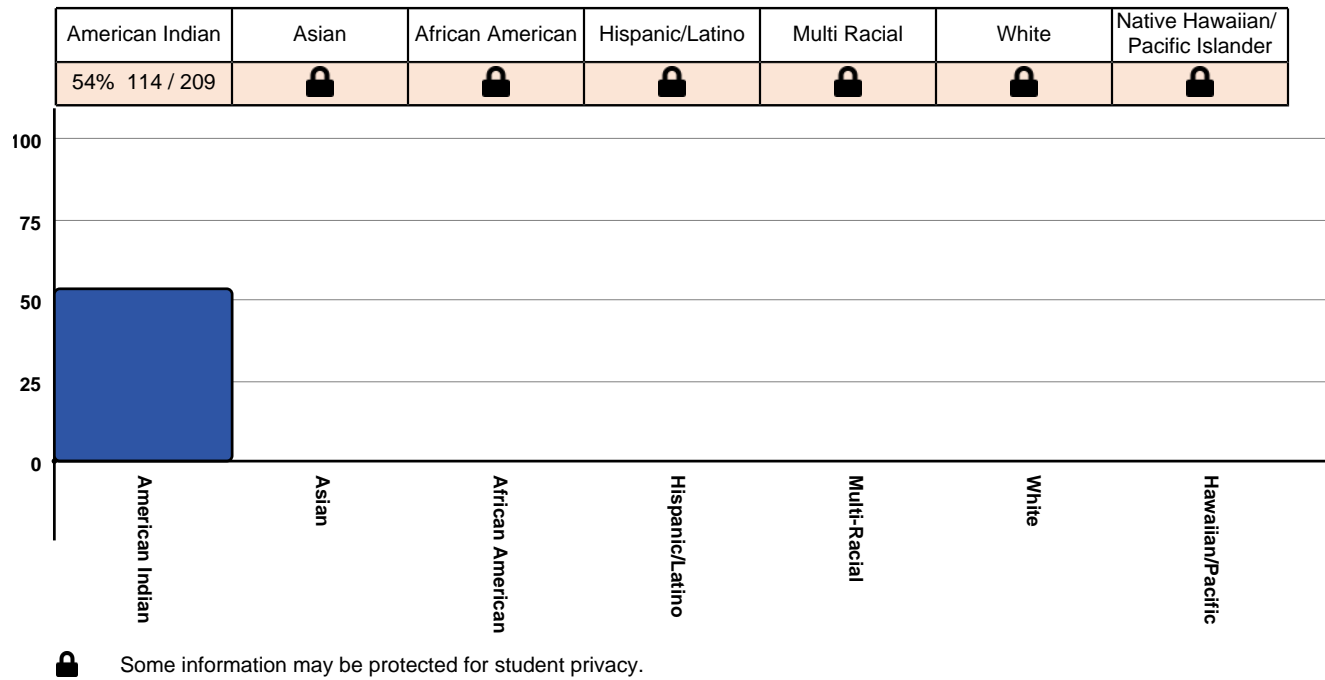 American Indian Asian African American Hispanic/Latino Multi Racial White Native Hawaiian/
Pacific Islander
54% 114 / 209
100
75
50
25
0
American Indian
Asian
African American
Hispanic/Latino
Multi-Racial
White
Hawaiian/Pacific
Some information may be protected for student privacy.